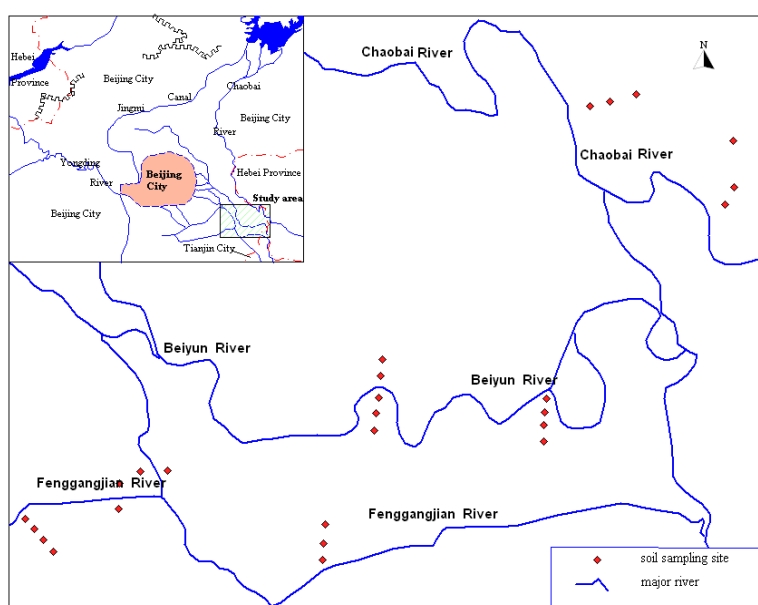 Hebei
Province
Beijing City
Beijing City
Jingmi
Canal
Chaobai
River
Beijing City
Yongding
River
Beijing
City
Hebei Province
Study area
Beijing City
Tianjin City
Chaobai River
N
Chaobai River
Beiyun River
Beiyun River
Fenggangjian River
Fenggangjian River
soil sampling site
major river